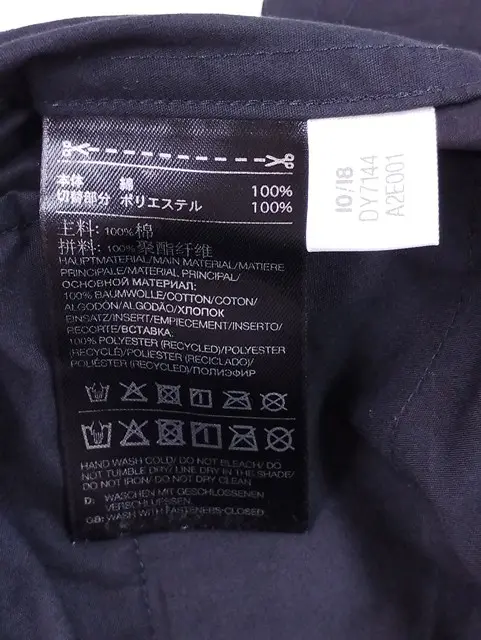 本体 綿 100%
切替部分 ポリエステル 100%
主料: 100%棉
拼料: 100%聚酯纤维
HAUPTMATERIAL/MAIN MATERIAL/MATIERE
PRINCIPALE/MATERIAL PRINCIPAL/
ОСНОВНОЙ МАТЕРИАЛ:
100% BAUMWOLLE/COTTON/COTON/
ALGODÓN/ALGODÃO/ХЛОПОК
EINSATZ/INSERT/EMPIECEMENT/INSERTO/
RECORTE/ВСТАВКА:
100% POLYESTER (RECYCLED)/POLYESTER
(RECYCLÉ)/POLIESTER (RECICLADO)/
POLIÉSTER (RECYCLED)/ПОЛИЭФИР
HAND WASH COLD/ DO NOT BLEACH/ DO
NOT TUMBLE DRY/ LINE DRY IN THE SHADE/
DO NOT IRON/ DO NOT DRY CLEAN
D: WASCHEN MIT GESCHLOSSENEN
VERSCHLUESSEN.
GB: WASH WITH FASTENERS CLOSED.
10/18
DY7144
A2E001